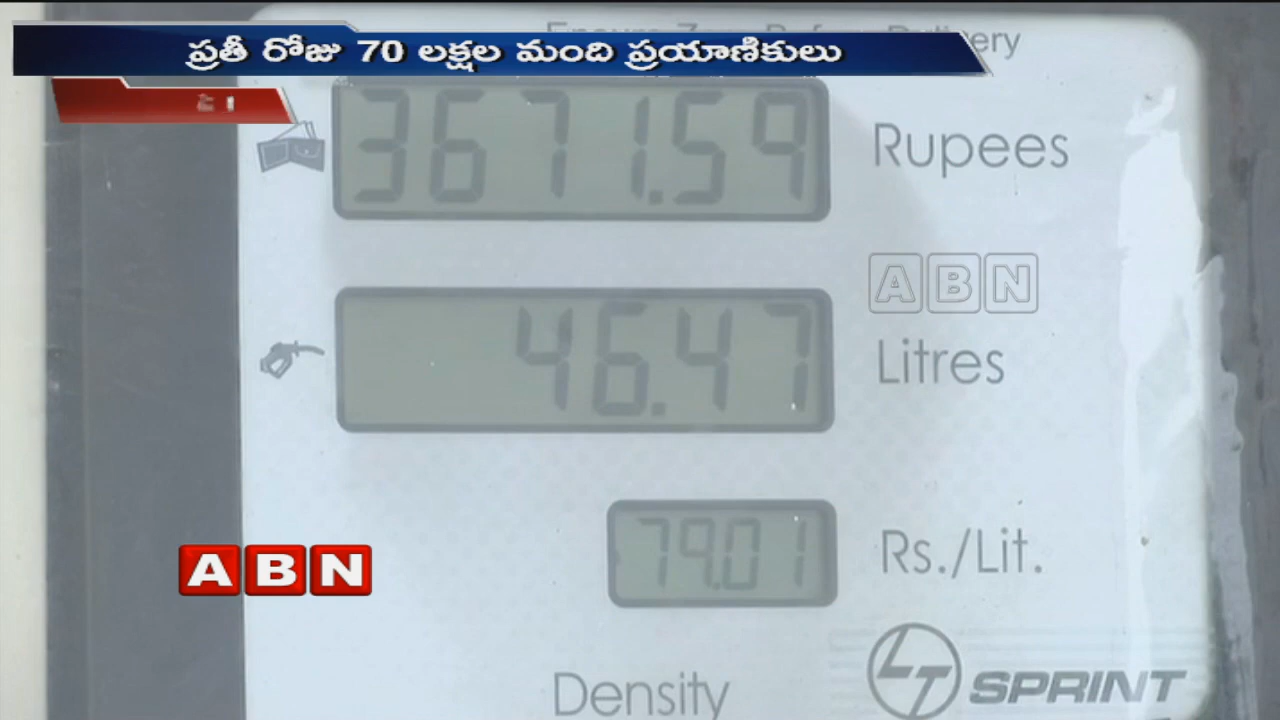 ప్రతీ రోజు 70 లక్షల మంది ప్రయాణికులు
3671.59 Rupees
ABN
46.47 Litres
79.01 Rs./Lit.
ABN
LT SPRINT
Density